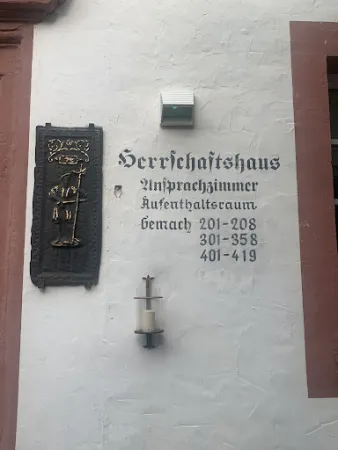 Herrschaftshaus
Ansprachzimmer
Aufenthaltsraum
Gemach 201-208
301-358
401-419